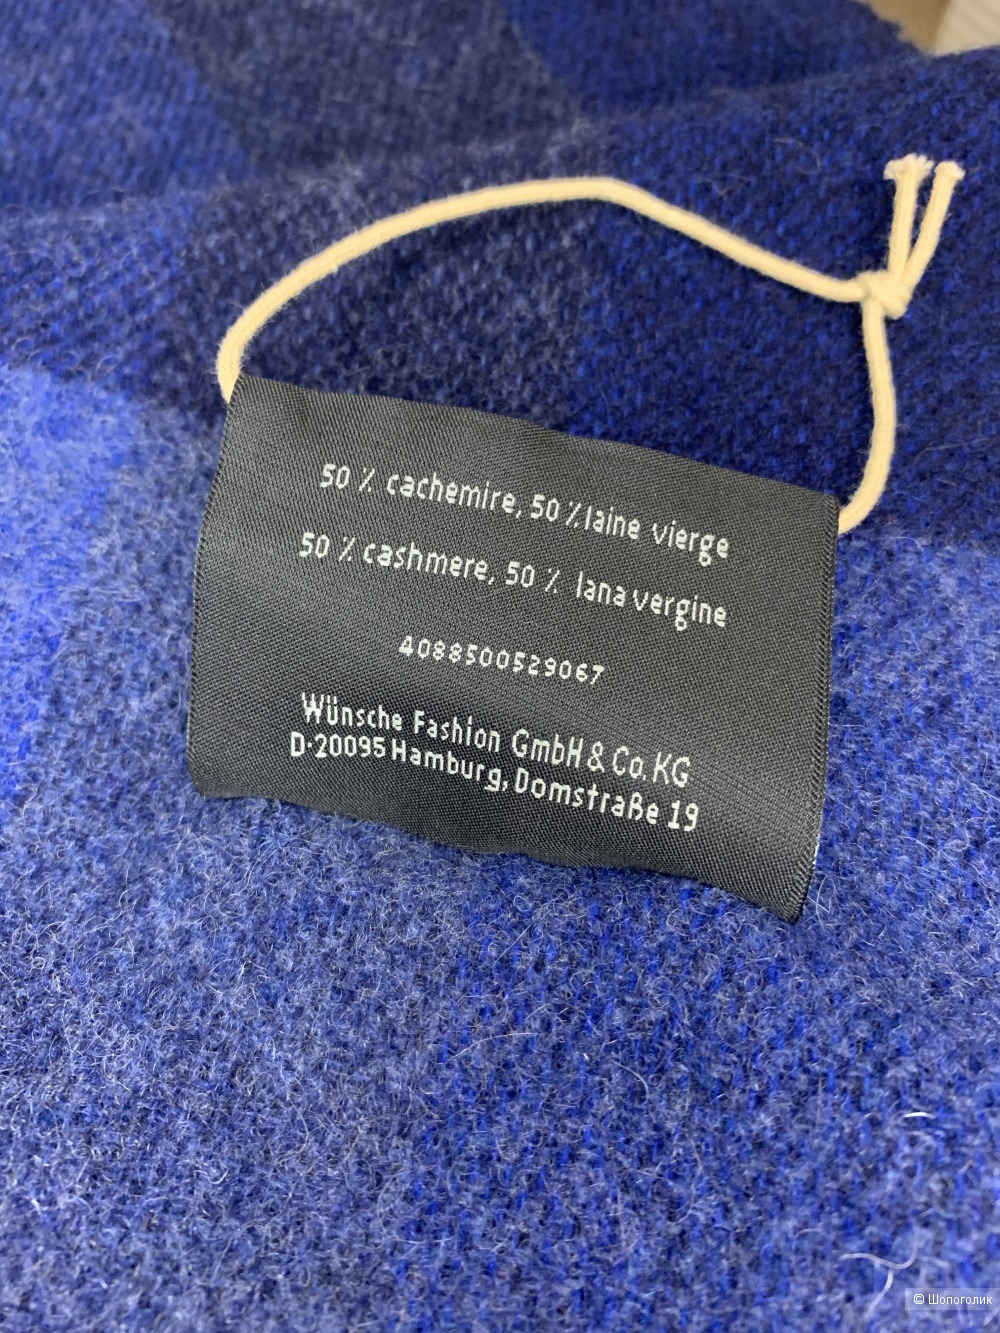 50 % cachemire, 50 % laine vierge
50 % cashmere, 50 % lana vergine
4088500529067
Wünsche Fashion GmbH & Co. KG
D-20095 Hamburg, Domstraße 19
© Шопоголик